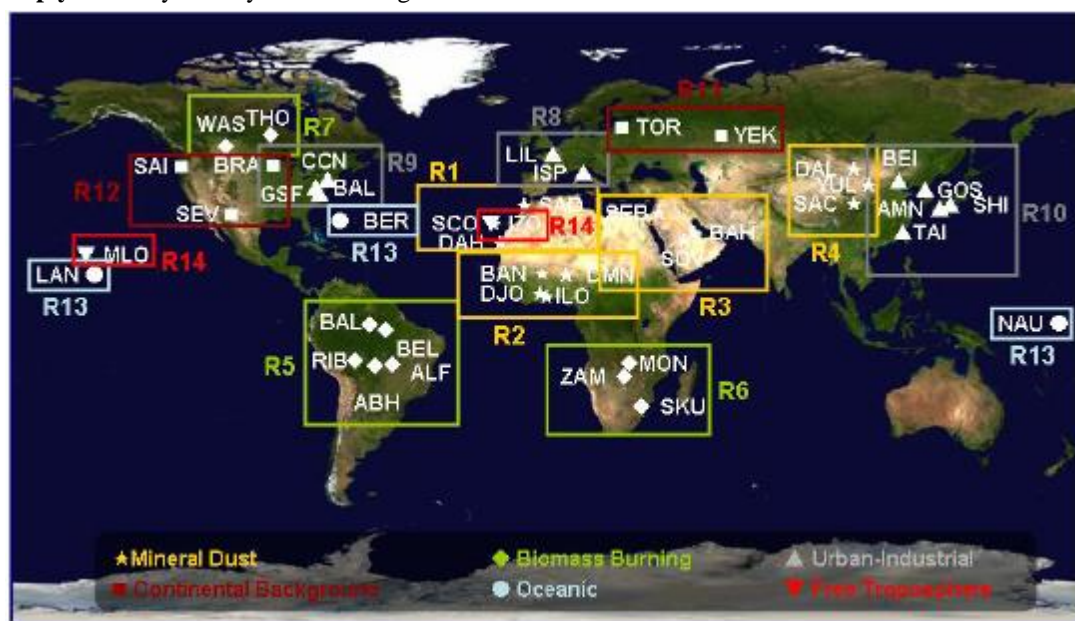 WAS THO R7
SAI BRA CCN R9
R12 GSF BAL
SEV
BER
R13
MLO R14
LAN
R13
R1
SCO IZO R14
DAH
R8
LIL
ISP
R11
TOR YEK
BAH
SOV
R3
BAN DMN
DJO ILO
R2
DAL
YUL
SAC
R4
BEI
GOS
AMN SHI
TAI R10
BAL
BEL
RIB ALF
R5
ABH
MON
ZAM
SKU R6
NAU
R13
Mineral Dust Biomass Burning Urban-Industrial
Continental Background Oceanic Free Troposphere